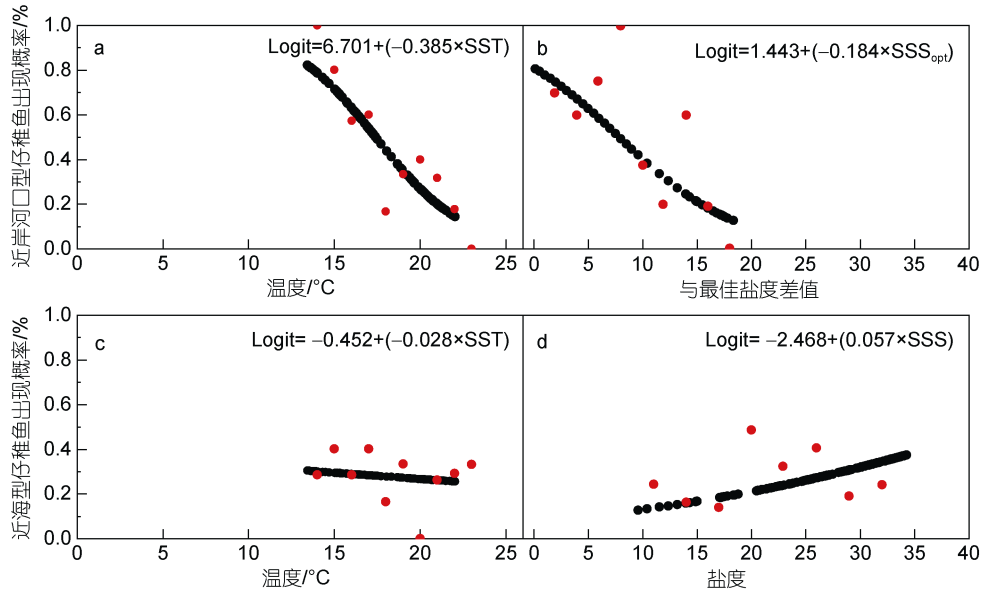 近岸河口型仔稚鱼出现概率/%
1.0
0.8
0.6
0.4
0.2
0.0
a
Logit=6.701+(−0.385×SST)
0 5 10 15 20 25
温度/°C
b
Logit=1.443+(−0.184×SSSopt)
0 5 10 15 20 25 30 35 40
与最佳盐度差值
近海型仔稚鱼出现概率/%
1.0
0.8
0.6
0.4
0.2
0.0
c
Logit= −0.452+(−0.028×SST)
0 5 10 15 20 25
温度/°C
d
Logit= −2.468+(0.057×SSS)
0 5 10 15 20 25 30 35 40
盐度